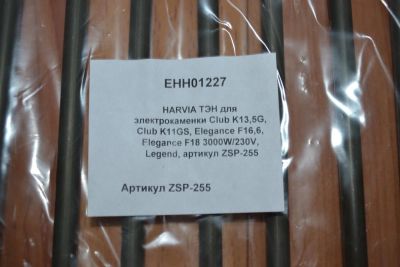 EHH01227
HARVIA ТЭН для
электрокаменки Club K13,5G,
Club K11GS, Elegance F16,6,
Elegance F18 3000W/230V,
Legend, артикул ZSP-255
Артикул ZSP-255